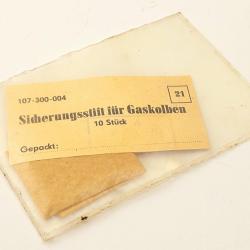 107-300-004
21
Sicherungsstift für Gaskolben
10 Stück
Gepackt: